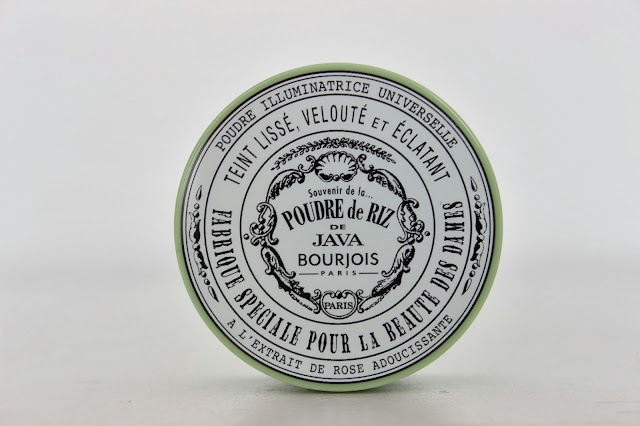 POUDRE ILLUMINATRICE UNIVERSELLE
TEINT LISSÉ, VELOUTÉ ET ÉCLATANT
Souvenir de la...
POUDRE de RIZ
DE
JAVA
BOURJOIS
PARIS
PARIS
FABRIQUE SPECIALE POUR LA BEAUTE DES DAMES
A L'EXTRAIT DE ROSE ADOUCISSANTE